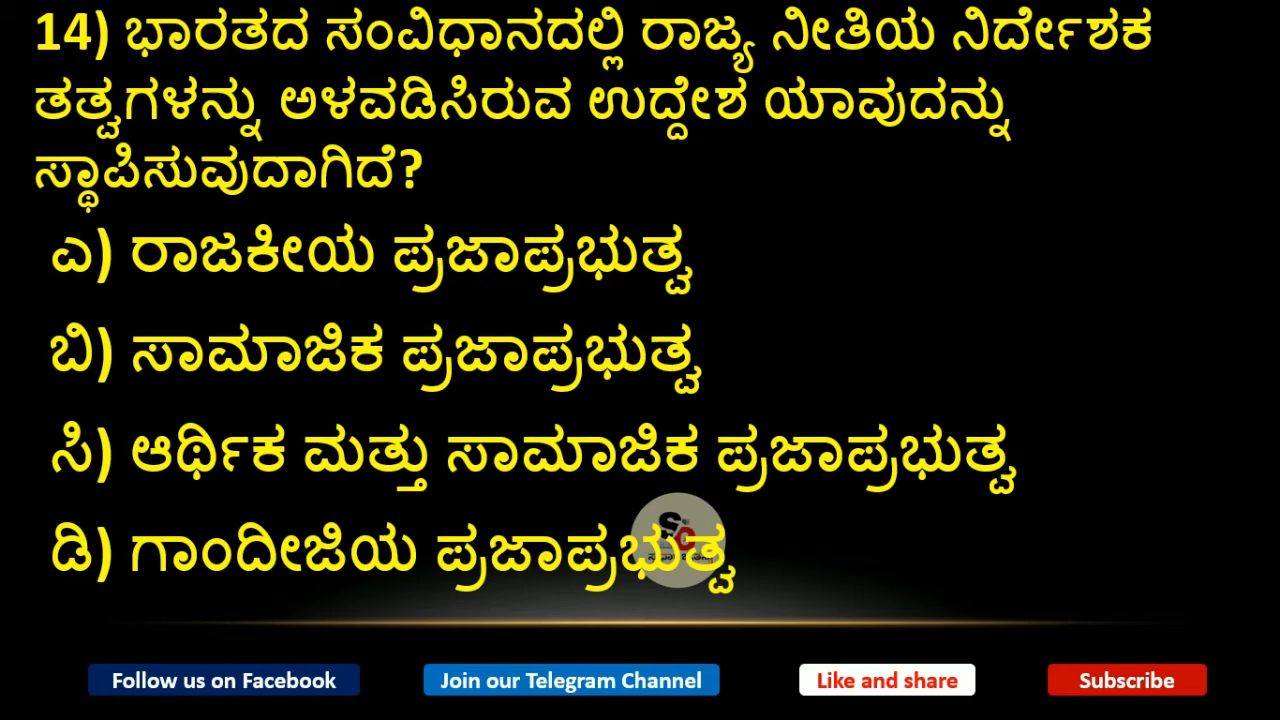 14) ಭಾರತದ ಸಂವಿಧಾನದಲ್ಲಿ ರಾಜ್ಯ ನೀತಿಯ ನಿರ್ದೇಶಕ
ತತ್ವಗಳನ್ನು ಅಳವಡಿಸಿರುವ ಉದ್ದೇಶ ಯಾವುದನ್ನು
ಸ್ಥಾಪಿಸುವುದಾಗಿದೆ?
ಎ) ರಾಜಕೀಯ ಪ್ರಜಾಪ್ರಭುತ್ವ
ಬಿ) ಸಾಮಾಜಿಕ ಪ್ರಜಾಪ್ರಭುತ್ವ
ಸಿ) ಆರ್ಥಿಕ ಮತ್ತು ಸಾಮಾಜಿಕ ಪ್ರಜಾಪ್ರಭುತ್ವ
ಡಿ) ಗಾಂದೀಜಿಯ ಪ್ರಜಾಪ್ರಭುತ್ವ
Follow us on Facebook Join our Telegram Channel Like and share Subscribe